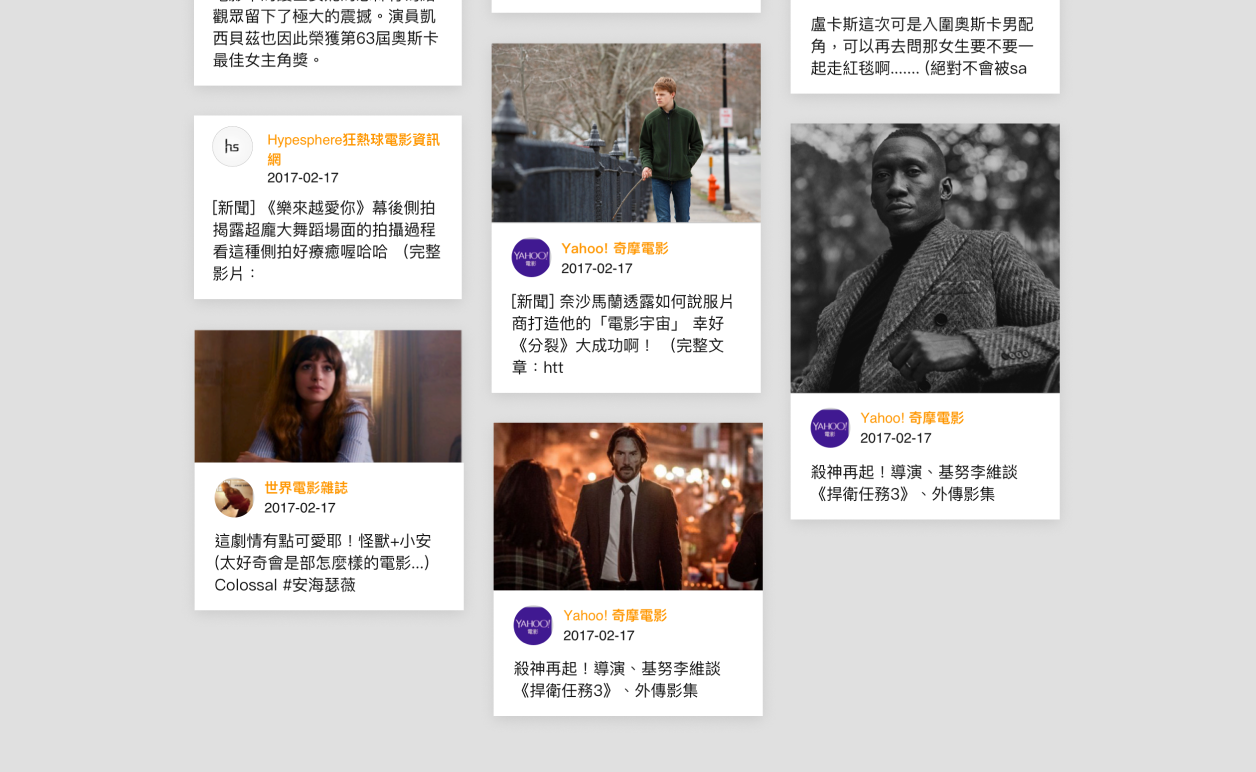 觀眾留下了極大的震撼。演員凱
西貝茲也因此榮獲第63屆奧斯卡
最佳女主角獎。
hs
Hypesphere狂熱球電影資訊
網
2017-02-17
[新聞] 《樂來越愛你》幕後側拍
揭露超龐大舞蹈場面的拍攝過程
看這種側拍好療癒喔哈哈 （完整
影片：
世界電影雜誌
2017-02-17
這劇情有點可愛耶！怪獸+小安
(太好奇會是部怎麼樣的電影...)
Colossal #安海瑟薇
YAHOO!
電影
Yahoo! 奇摩電影
2017-02-17
[新聞] 奈沙馬蘭透露如何說服片
商打造他的「電影宇宙」 幸好
《分裂》大成功啊！ （完整文
章：htt
YAHOO!
電影
Yahoo! 奇摩電影
2017-02-17
殺神再起！導演、基努李維談
《捍衛任務3》、外傳影集
盧卡斯這次可是入圍奧斯卡男配
角，可以再去問那女生要不要一
起走紅毯啊....... (絕對不會被sa
YAHOO!
電影
Yahoo! 奇摩電影
2017-02-17
殺神再起！導演、基努李維談
《捍衛任務3》、外傳影集